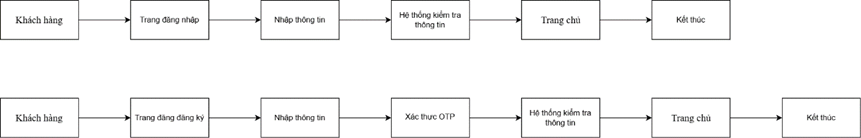 Khách hàng
Trang đăng nhập
Nhập thông tin
Hệ thống kiểm tra
thông tin
Trang chủ
Kết thúc
Khách hàng
Trang đăng đăng ký
Nhập thông tin
Xác thực OTP
Hệ thống kiểm tra
thông tin
Trang chủ
Kết thúc